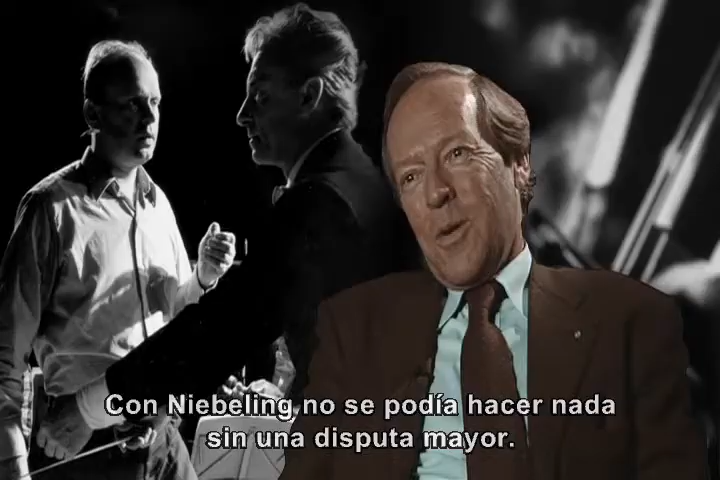 Con Niebeling no se podía hacer nada
sin una disputa mayor.